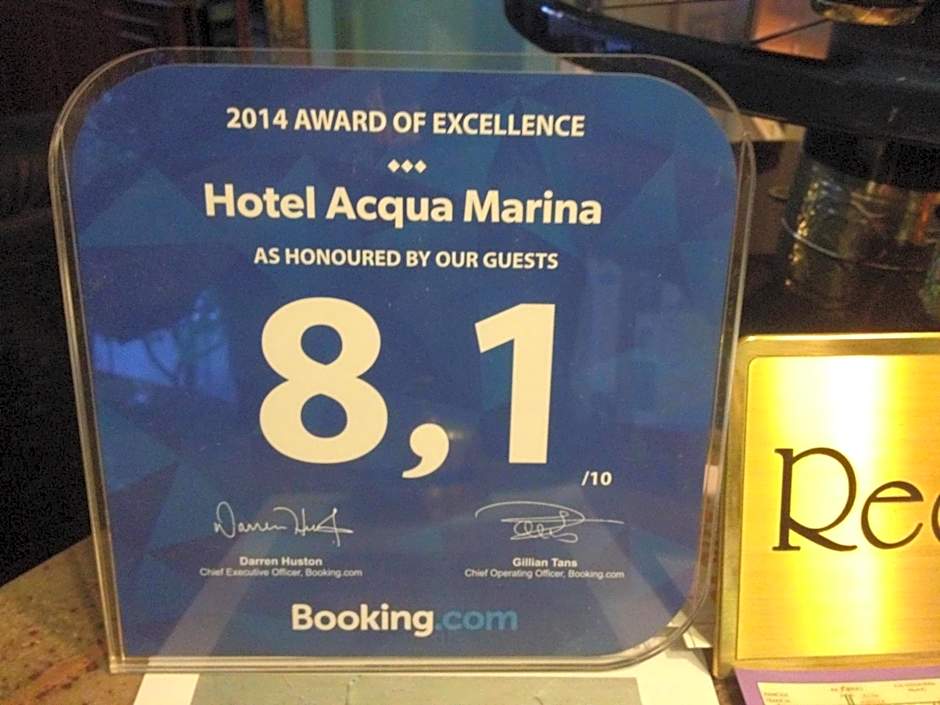 2014 AWARD OF EXCELLENCE
Hotel Acqua Marina
AS HONOURED BY OUR GUESTS
8,1
/10
Darren Huston
Chief Executive Officer, Booking.com
Gillian Tans
Chief Operating Officer, Booking.com
Booking.com
Rec